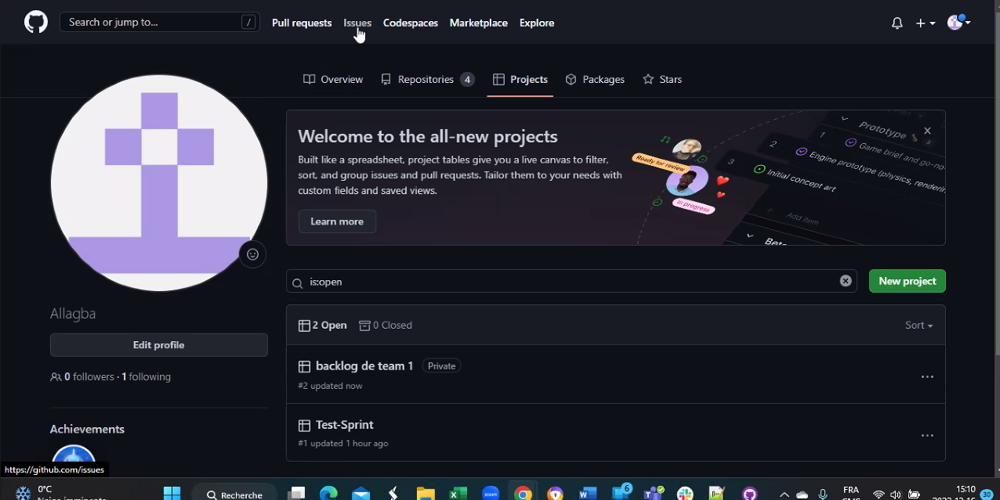 Search or jump to... /
Pull requests Issues Codespaces Marketplace Explore
Overview Repositories 4 Projects Packages Stars
Welcome to the all-new projects
Built like a spreadsheet, project tables give you a live canvas to filter,
sort, and group issues and pull requests. Tailor them to your needs with
custom fields and saved views.
Learn more
Ready for review
In progress
Prototype
1 Game brief and go-no-
2 Engine prototype (physics, renderin
3 Initial concept art
Add item
Beta
is:open
New project
2 Open 0 Closed
Sort
backlog de team 1 Private
#2 updated now
Test-Sprint
#1 updated 1 hour ago
Allagba
Edit profile
0 followers · 1 following
Achievements
https://github.com/issues
0°C
Neige imminente
Recherche
zoom
6
FRA
CMS
15:10
30